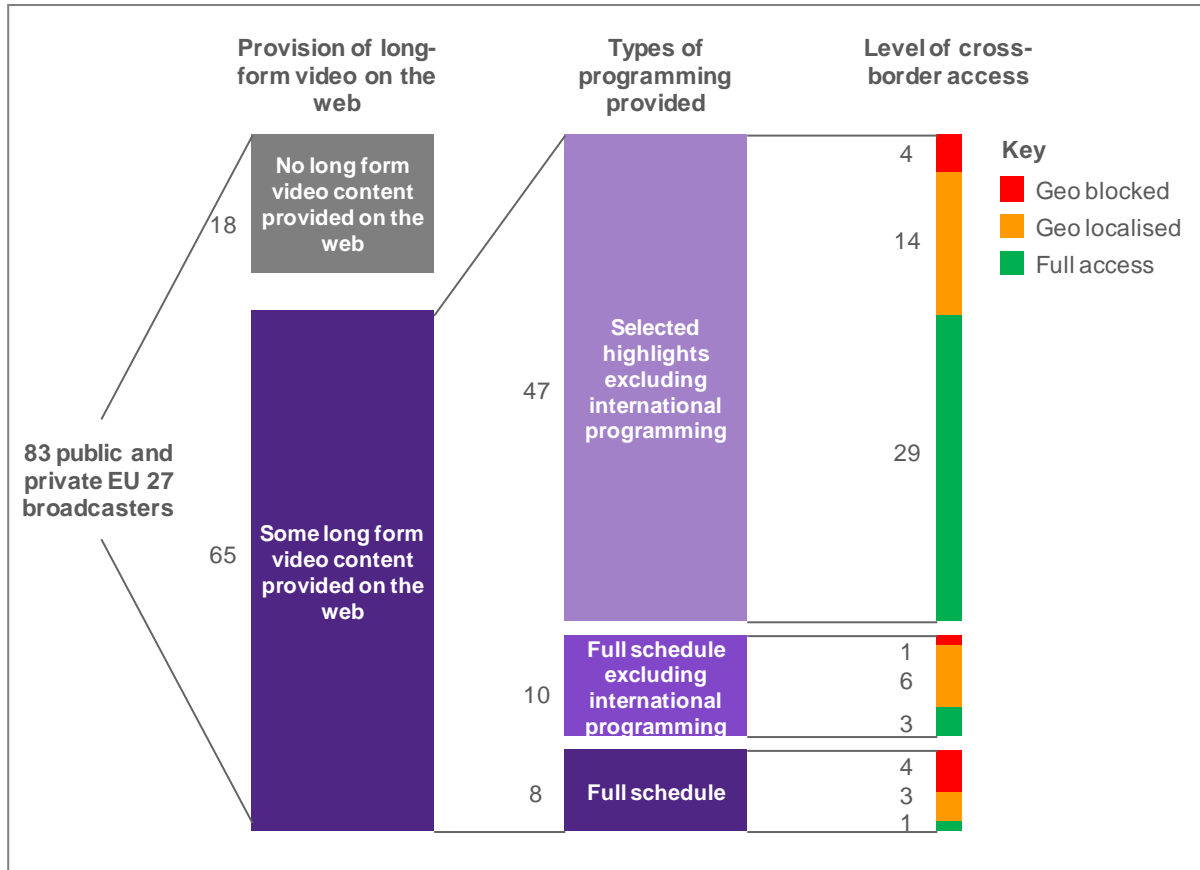 Provision of long-
form video on the
web
Types of
programming
provided
Level of cross-
border access
No long form
video content
provided on the
web
18
Some long form
video content
provided on the
web
65
83 public and
private EU 27
broadcasters
Selected
highlights
excluding
international
programming
47
Full schedule
excluding
international
programming
10
Full schedule
8
4
14
29
1
6
3
4
3
1
Key
Geo blocked
Geo localised
Full access